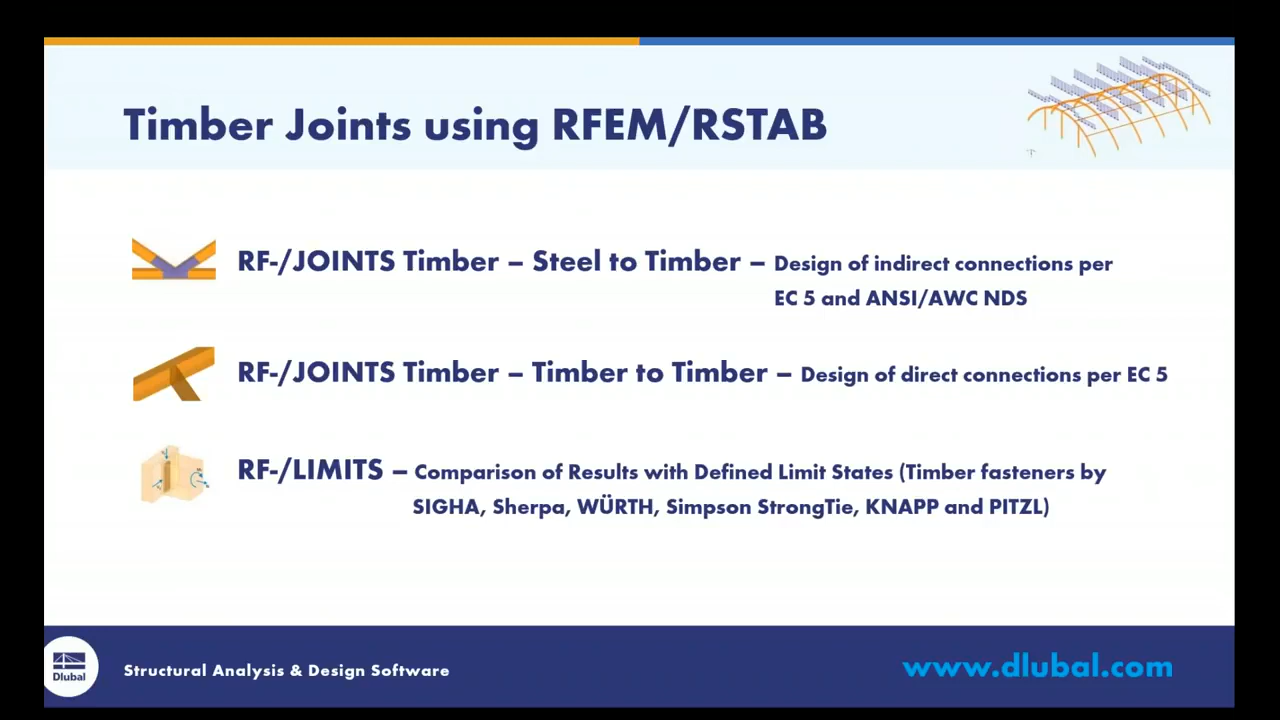 Timber Joints using RFEM/RSTAB
RF-/JOINTS Timber – Steel to Timber – Design of indirect connections per
EC 5 and ANSI/AWC NDS
RF-/JOINTS Timber – Timber to Timber – Design of direct connections per EC 5
RF-/LIMITS – Comparison of Results with Defined Limit States (Timber fasteners by
SIGHA, Sherpa, WÜRTH, Simpson StrongTie, KNAPP and PITZL)
Dlubal
Structural Analysis & Design Software
www.dlubal.com